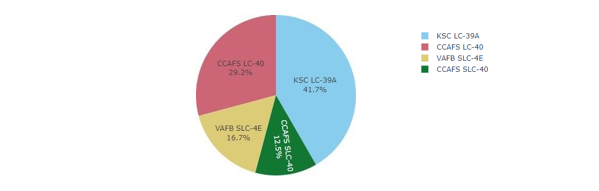 KSC LC-39A
41.7%
CCAFS LC-40
29.2%
VAFB SLC-4E
16.7%
CCAFS SLC-40
12.5%
KSC LC-39A
CCAFS LC-40
VAFB SLC-4E
CCAFS SLC-40